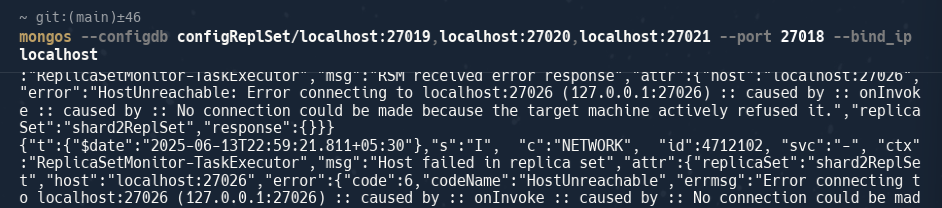 ~ git:(main)±46
mongos --configdb configReplSet/localhost:27019,localhost:27020,localhost:27021 --port 27018 --bind_ip
localhost
:"ReplicaSetMonitor-TaskExecutor","msg":"RSM received error response","attr":{"host":"localhost:27026",
"error":"HostUnreachable: Error connecting to localhost:27026 (127.0.0.1:27026) :: caused by :: onInvok
e :: caused by :: No connection could be made because the target machine actively refused it.","replica
Set":"shard2ReplSet","response":{}}}
{"t":{"$date":"2025-06-13T22:59:21.811+05:30"},"s":"I",  "c":"NETWORK",  "id":4712102, "svc":"-", "ctx"
:"ReplicaSetMonitor-TaskExecutor","msg":"Host failed in replica set","attr":{"replicaSet":"shard2ReplSe
t","host":"localhost:27026","error":{"code":6,"codeName":"HostUnreachable","errmsg":"Error connecting t
o localhost:27026 (127.0.0.1:27026) :: caused by :: onInvoke :: caused by :: No connection could be mad